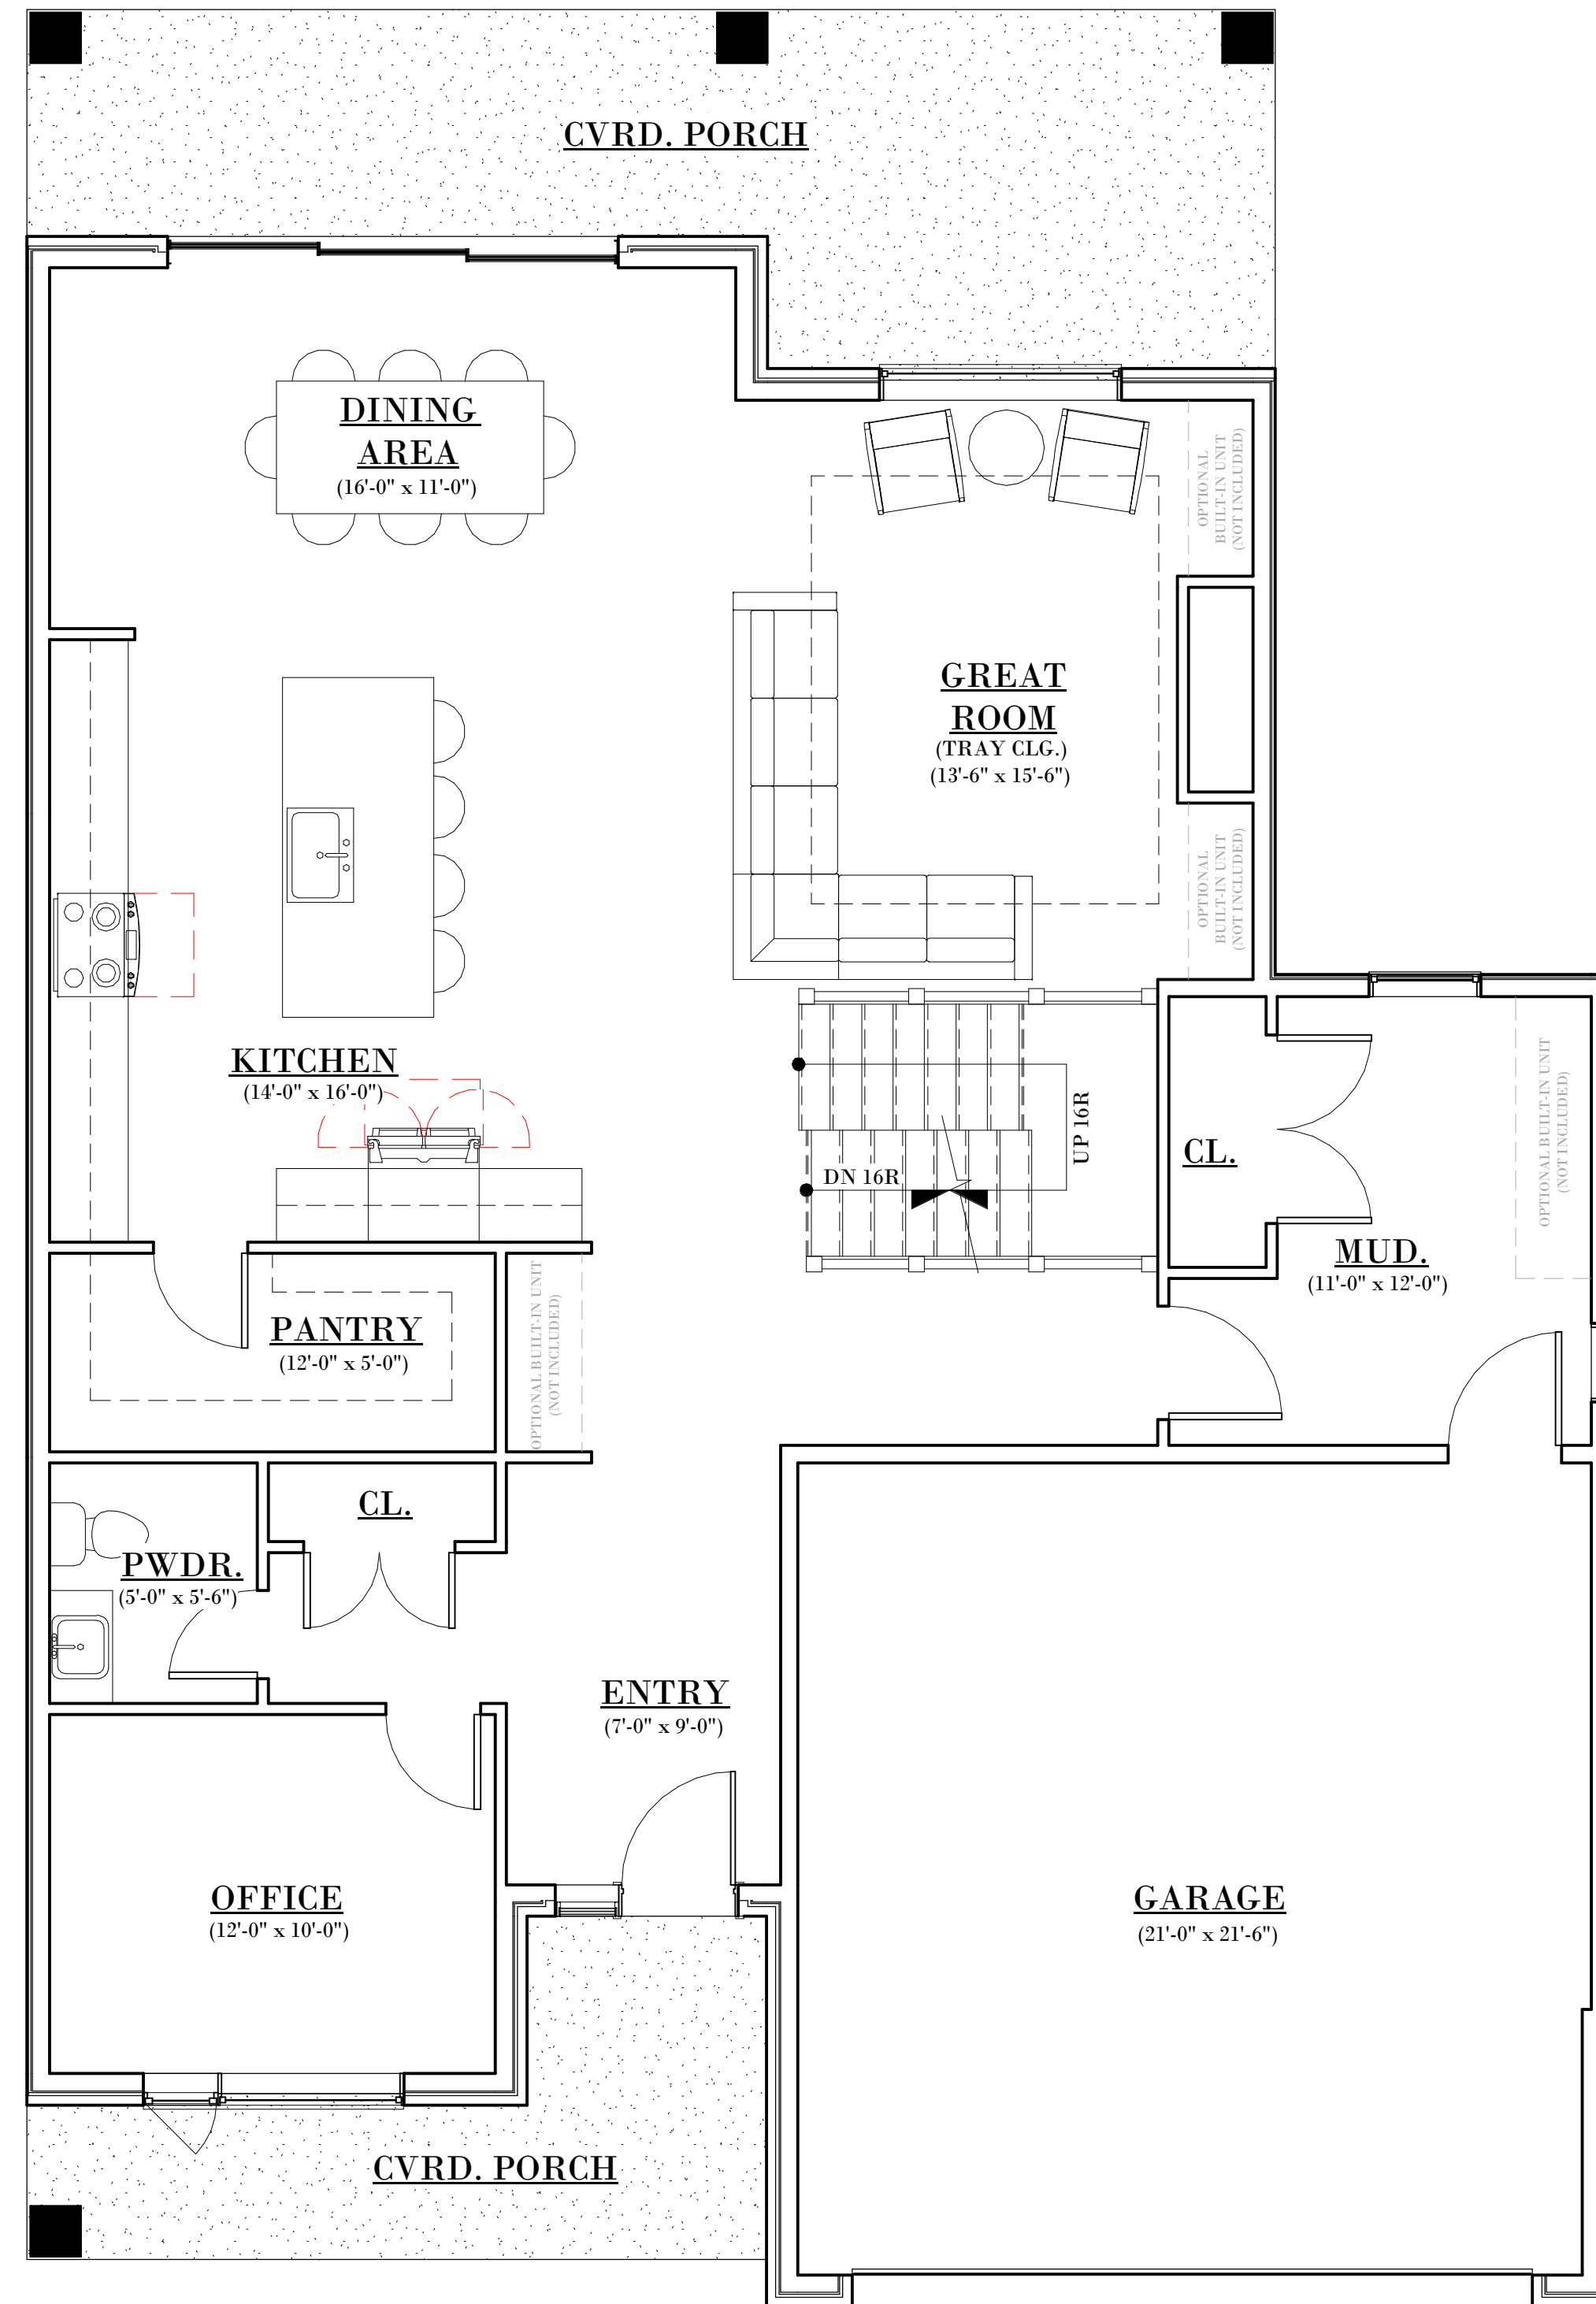 CVRD. PORCH
DINING
AREA
(16'-0" x 11'-0")
OPTIONAL
BUILT-IN UNIT
(NOT INCLUDED)
GREAT
ROOM
(TRAY CLG.)
(13'-6" x 15'-6")
OPTIONAL
BUILT-IN UNIT
(NOT INCLUDED)
KITCHEN
(14'-0" x 16'-0")
UP 16R
DN 16R
CL.
OPTIONAL BUILT-IN UNIT
(NOT INCLUDED)
MUD.
(11'-0" x 12'-0")
PANTRY
(12'-0" x 5'-0")
OPTIONAL BUILT-IN UNIT
(NOT INCLUDED)
CL.
PWDR.
(5'-0" x 5'-6")
ENTRY
(7'-0" x 9'-0")
OFFICE
(12'-0" x 10'-0")
GARAGE
(21'-0" x 21'-6")
CVRD. PORCH